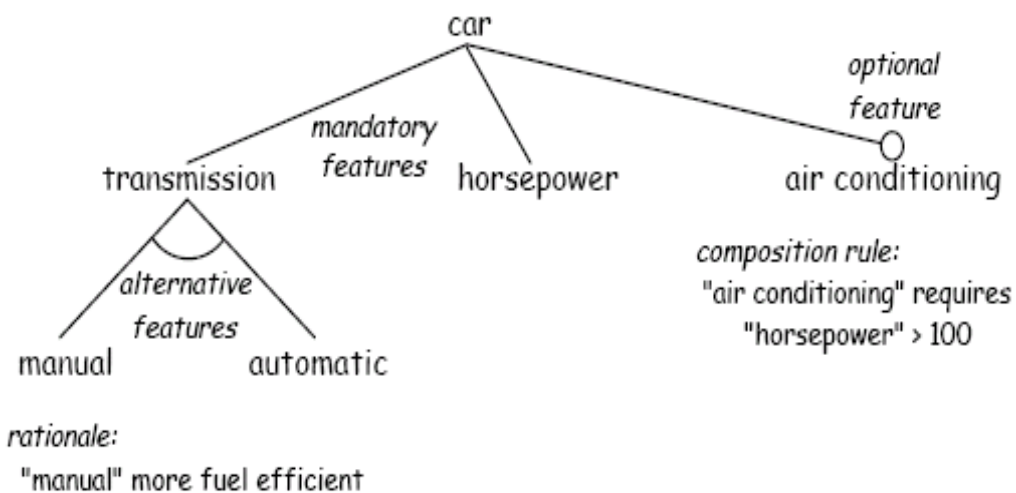 car
optional
feature
mandatory
features
transmission
horsepower
air conditioning
composition rule:
"air conditioning" requires
"horsepower" > 100
alternative
features
manual
automatic
rationale:
"manual" more fuel efficient